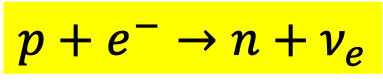 p + e⁻ → n + νₑ